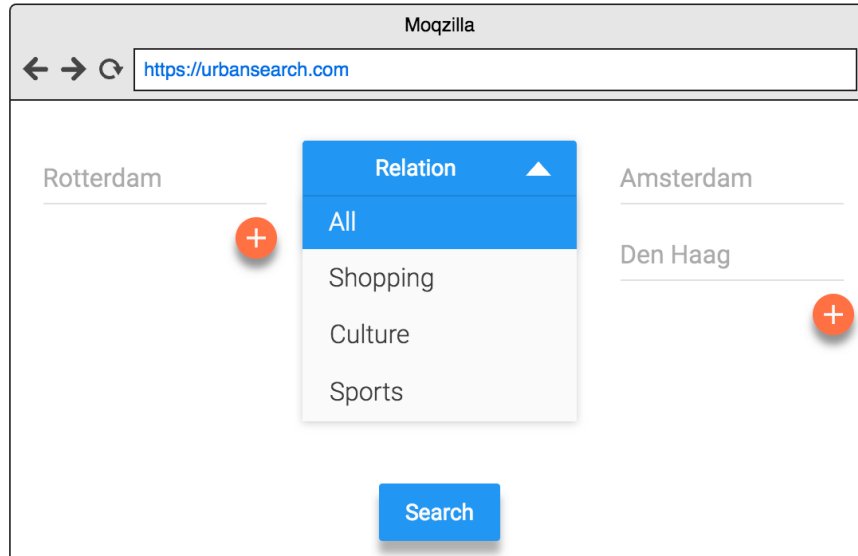 Moqzilla
https://urbansearch.com
Rotterdam
Relation
All
Shopping
Culture
Sports
Amsterdam
Den Haag
Search